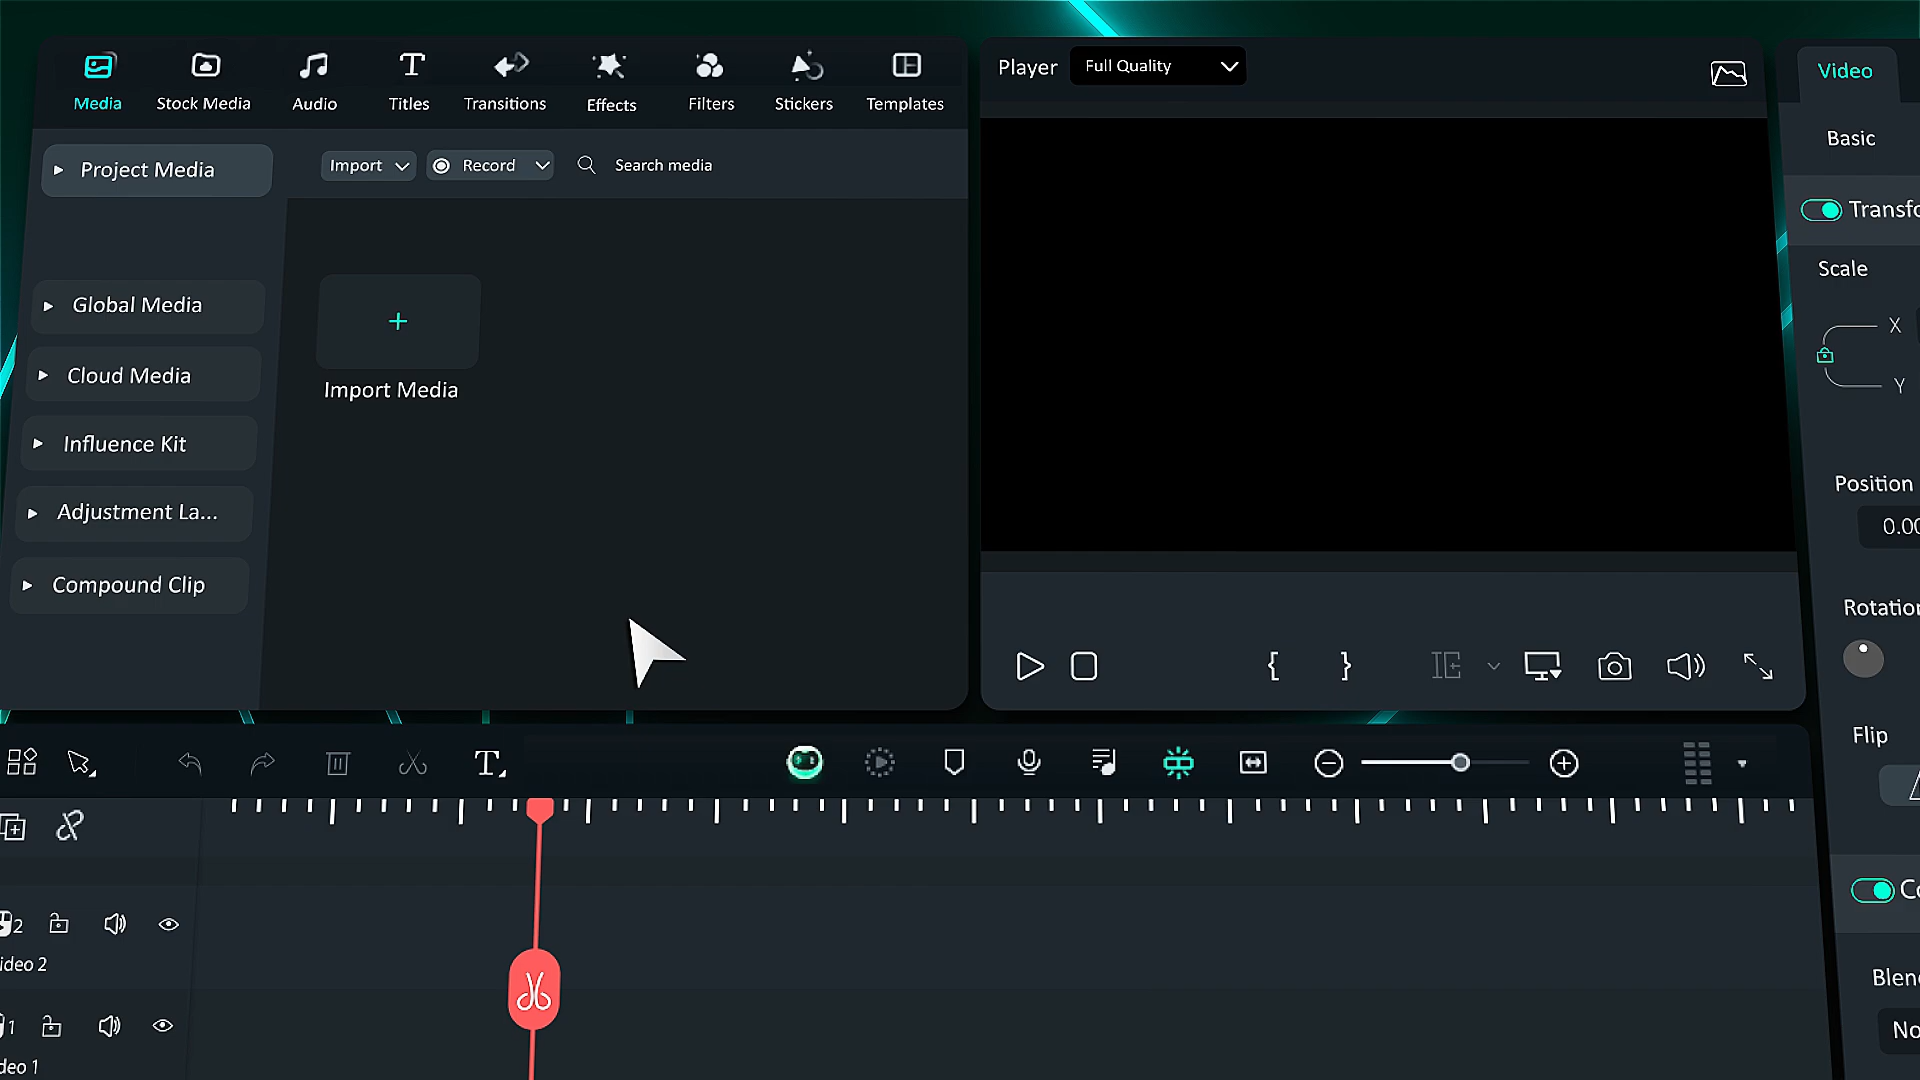 Media
Stock Media
Audio
Titles
Transitions
Effects
Filters
Stickers
Templates
Project Media
Import
Record
Search media
Global Media
Cloud Media
Influence Kit
Adjustment La...
Compound Clip
Import Media
Player
Full Quality
Video
Basic
Transfo
Scale
X
Y
Position
0.00
Rotation
Flip
2
ideo 2
1
deo 1
Co
Blen
No